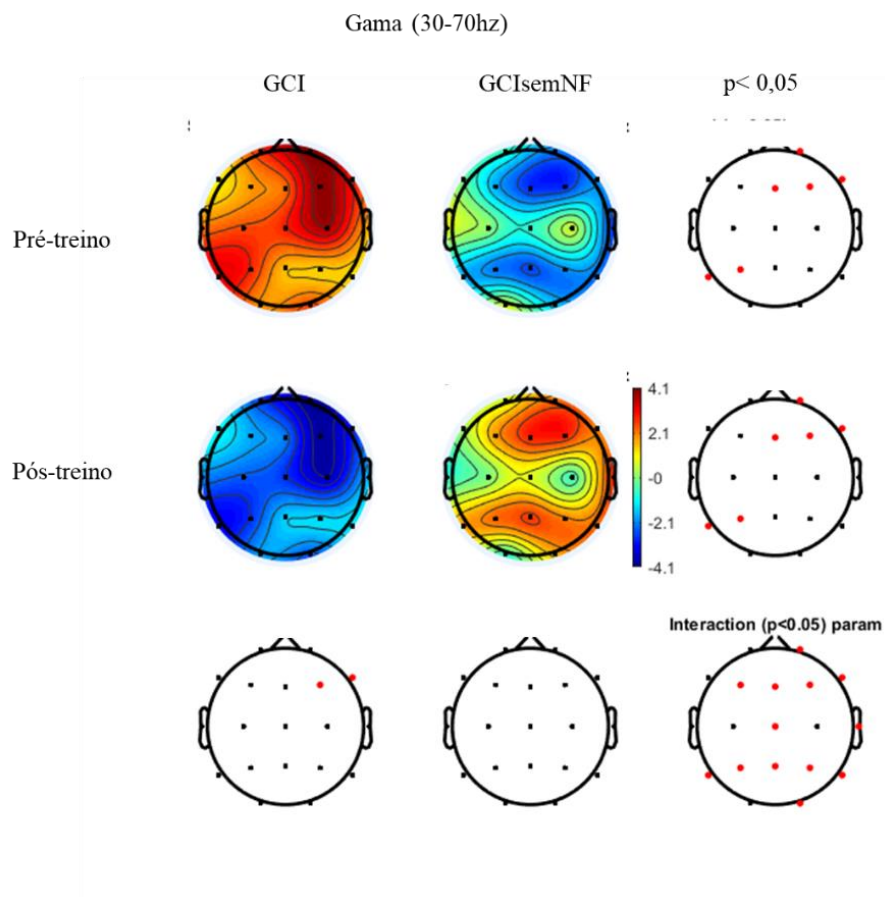 Gama (30-70hz)
GCI GCIsemNF p< 0,05
Pré-treino
Pós-treino
4.1
2.1
-0
-2.1
-4.1
Interaction (p<0.05) param